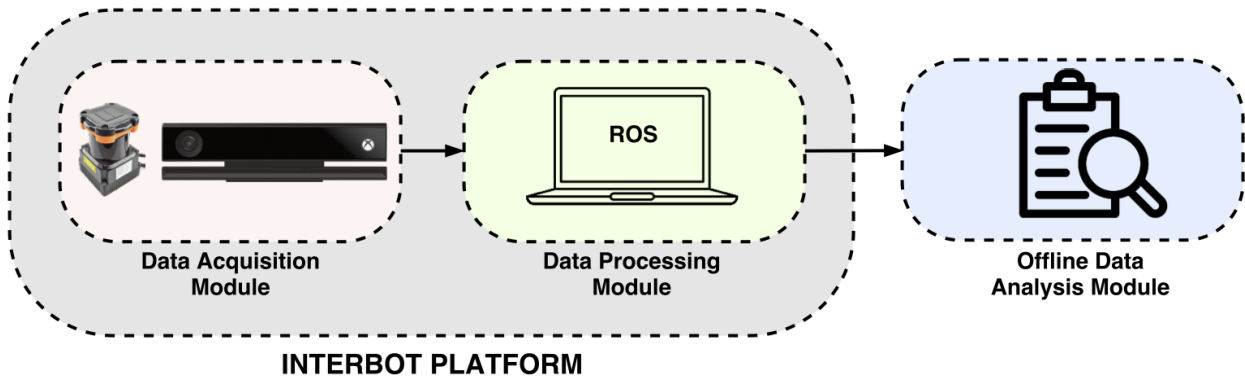 ROS
Data Acquisition
Module
Data Processing
Module
Offline Data
Analysis Module
INTERBOT PLATFORM